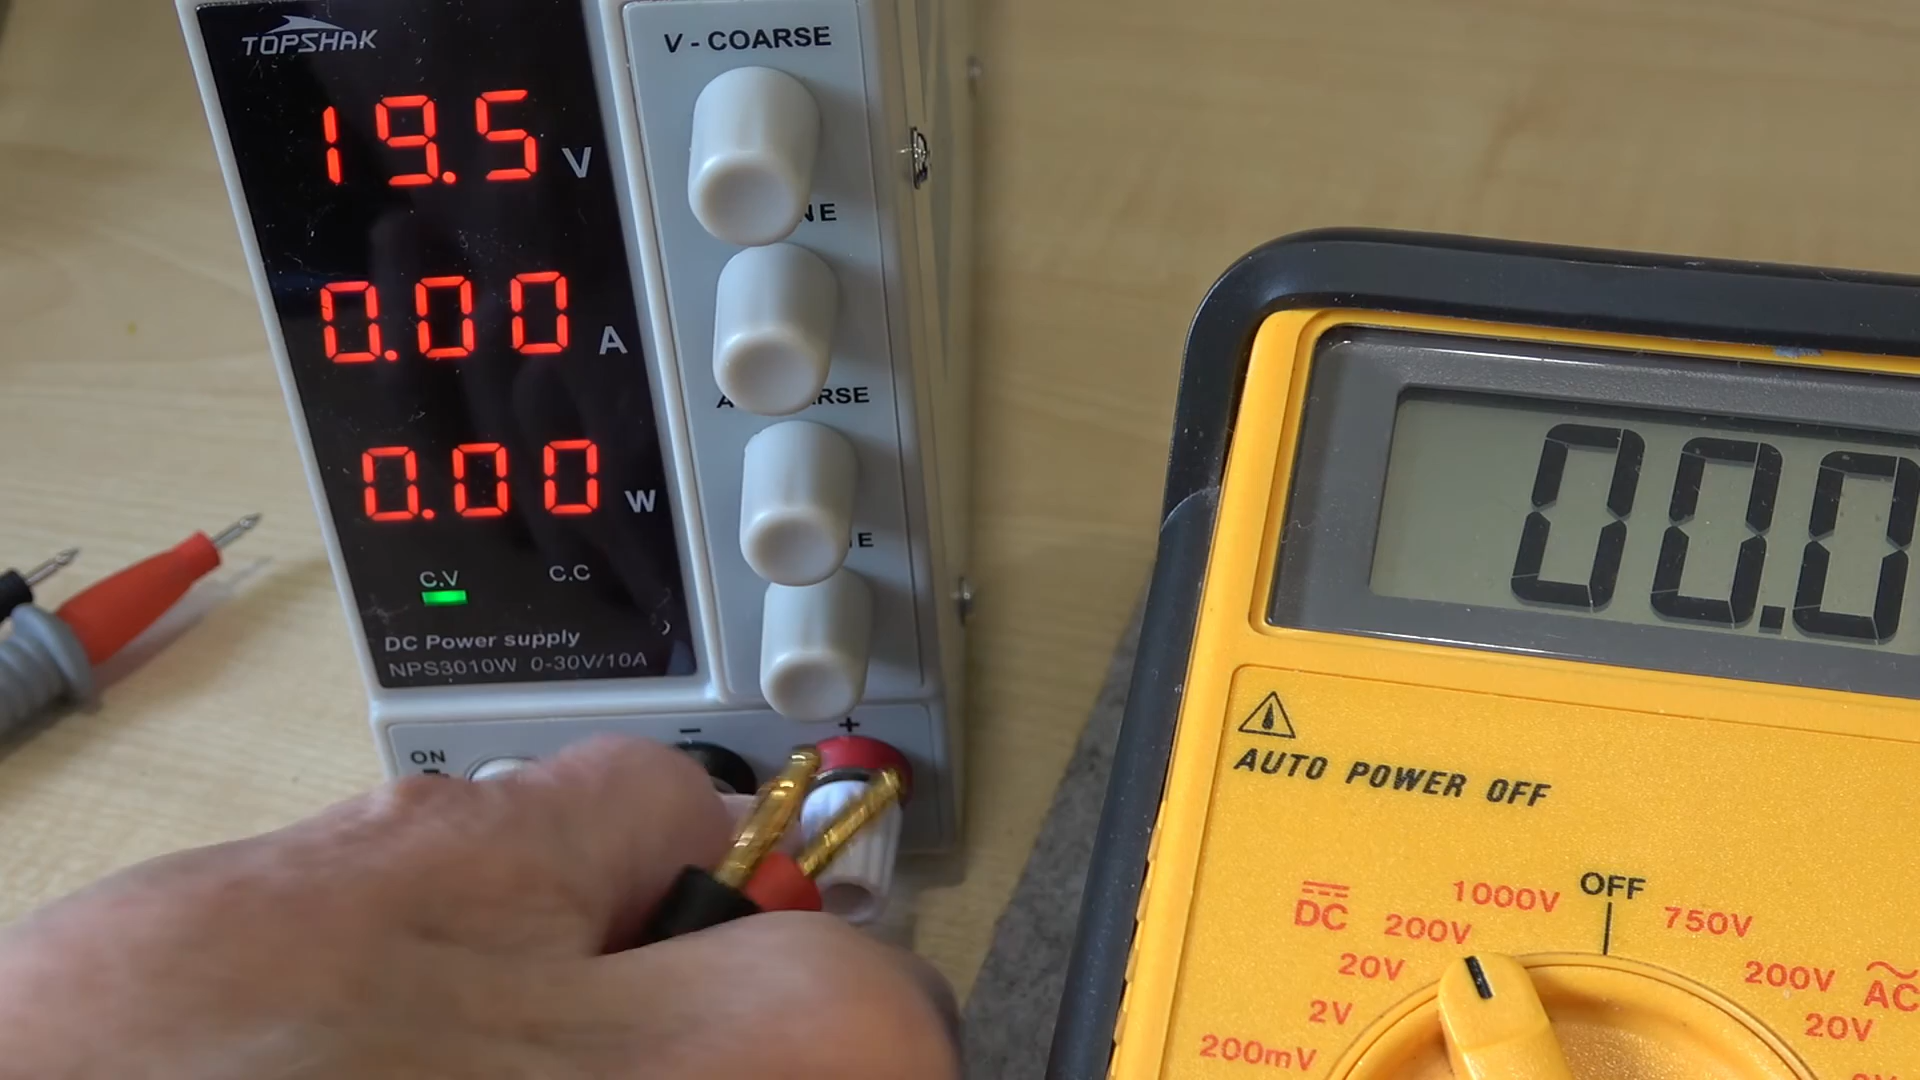 TOPSHAK
19.5 V
0.00 A
0.00 W
C.V C.C
DC Power supply
NPS3010W 0-30V/10A
V - COARSE
NE
A
RSE
E
ON
-
+
00.0
AUTO POWER OFF
OFF
1000V
750V
DC
200V
200V
AC
20V
20V
2V
200mV